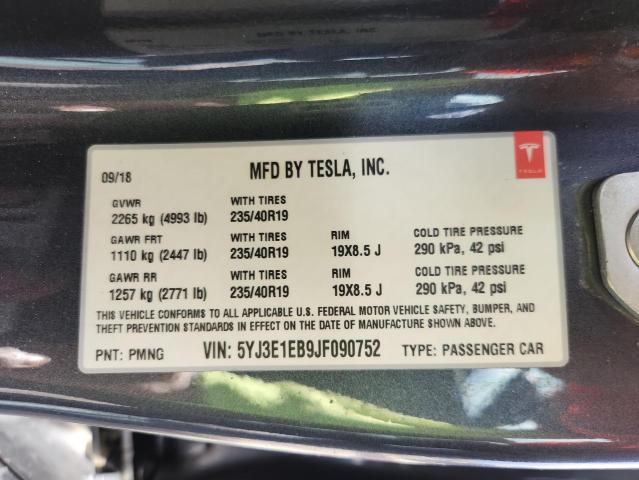 MFD BY TESLA, INC.
09/18
TESLA
GVWR WITH TIRES
2265 kg (4993 lb) 235/40R19
GAWR FRT WITH TIRES RIM COLD TIRE PRESSURE
1110 kg (2447 lb) 235/40R19 19X8.5 J 290 kPa, 42 psi
GAWR RR WITH TIRES RIM COLD TIRE PRESSURE
1257 kg (2771 lb) 235/40R19 19X8.5 J 290 kPa, 42 psi
THIS VEHICLE CONFORMS TO ALL APPLICABLE U.S. FEDERAL MOTOR VEHICLE SAFETY, BUMPER, AND
THEFT PREVENTION STANDARDS IN EFFECT ON THE DATE OF MANUFACTURE SHOWN ABOVE.
PNT: PMNG VIN: 5YJ3E1EB9JF090752 TYPE: PASSENGER CAR